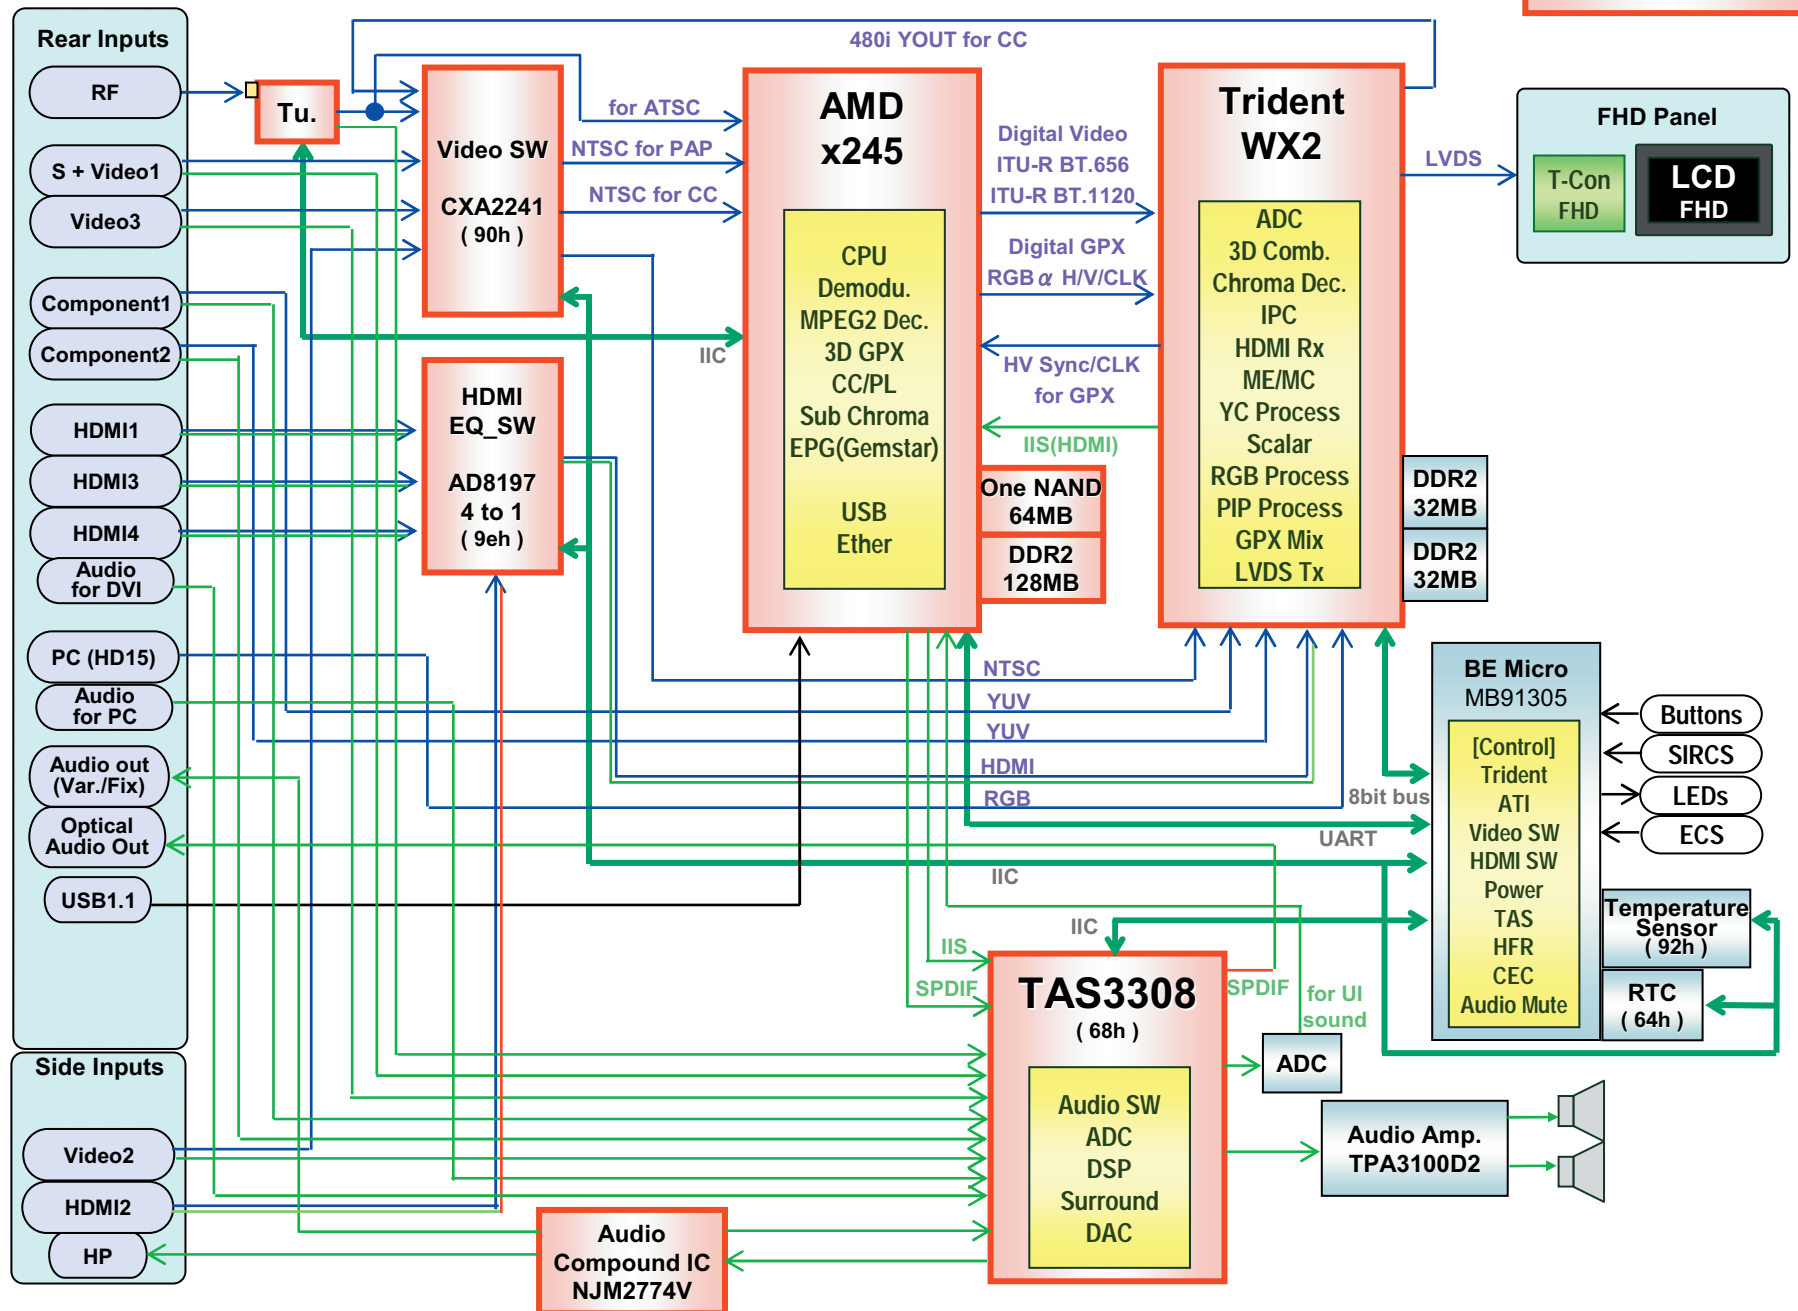 Rear Inputs
RF
S + Video1
Video3
Component1
Component2
HDMI1
HDMI3
HDMI4
Audio
for DVI
PC (HD15)
Audio
for PC
Audio out
(Var./Fix)
Optical
Audio Out
USB1.1
Side Inputs
Video2
HDMI2
HP
Tu.
Video SW
CXA2241
( 90h )
HDMI
EQ_SW
AD8197
4 to 1
( 9eh )
480i YOUT for CC
for ATSC
NTSC for PAP
NTSC for CC
IIC
AMD
x245
CPU
Demodu.
MPEG2 Dec.
3D GPX
CC/PL
Sub Chroma
EPG(Gemstar)
USB
Ether
One NAND
64MB
DDR2
128MB
Digital Video
ITU-R BT.656
ITU-R BT.1120
Digital GPX
RGBα H/V/CLK
HV Sync/CLK
for GPX
IIS(HDMI)
Trident
WX2
ADC
3D Comb.
Chroma Dec.
IPC
HDMI Rx
ME/MC
YC Process
Scalar
RGB Process
PIP Process
GPX Mix
LVDS Tx
DDR2
32MB
DDR2
32MB
LVDS
FHD Panel
T-Con
FHD
LCD
FHD
NTSC
YUV
YUV
HDMI
RGB
8bit bus
UART
IIC
IIC
BE Micro
MB91305
[Control]
Trident
ATI
Video SW
HDMI SW
Power
TAS
HFR
CEC
Audio Mute
Buttons
SIRCS
LEDs
ECS
Temperature
Sensor
( 92h )
RTC
( 64h )
IIS
SPDIF
TAS3308
( 68h )
Audio SW
ADC
DSP
Surround
DAC
SPDIF
for UI
sound
ADC
Audio Amp.
TPA3100D2
Audio
Compound IC
NJM2774V